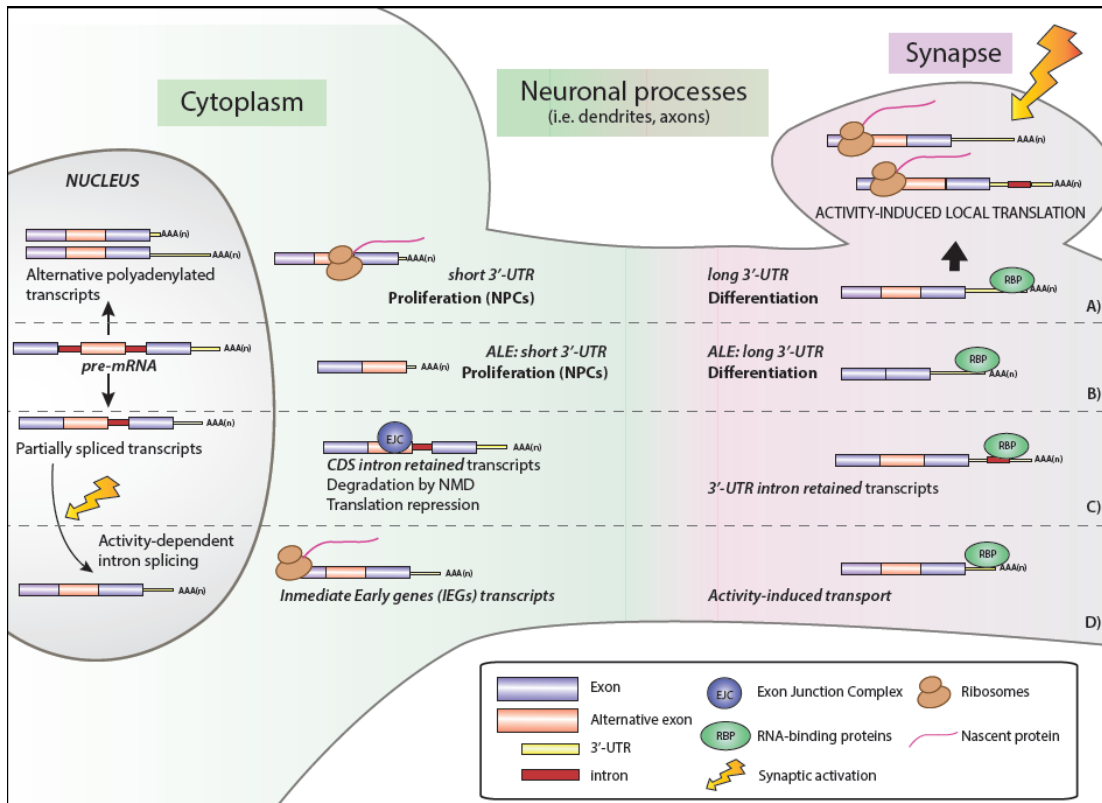 Synapse
Cytoplasm
Neuronal processes
(i.e. dendrites, axons)
AAA(n)
AAA(n)
ACTIVITY-INDUCED LOCAL TRANSLATION
NUCLEUS
AAA(n)
AAA(n)
Alternative polyadenylated
transcripts
AAA(n)
short 3'-UTR
Proliferation (NPCs)
long 3'-UTR
Differentiation
RBP
AAA(n)
A)
AAA(n)
pre-mRNA
AAA(n)
ALE: short 3'-UTR
Proliferation (NPCs)
ALE: long 3'-UTR
Differentiation
RBP
AAA(n)
B)
AAA(n)
Partially spliced transcripts
EJC
AAA(n)
CDS intron retained transcripts
Degradation by NMD
Translation repression
RBP
AAA(n)
3'-UTR intron retained transcripts
C)
Activity-dependent
intron splicing
AAA(n)
AAA(n)
Inmediate Early genes (IEGs) transcripts
RBP
AAA(n)
Activity-induced transport
D)
Exon
Alternative exon
3'-UTR
intron
EJC
Exon Junction Complex
RBP
RNA-binding proteins
Synaptic activation
Ribosomes
Nascent protein